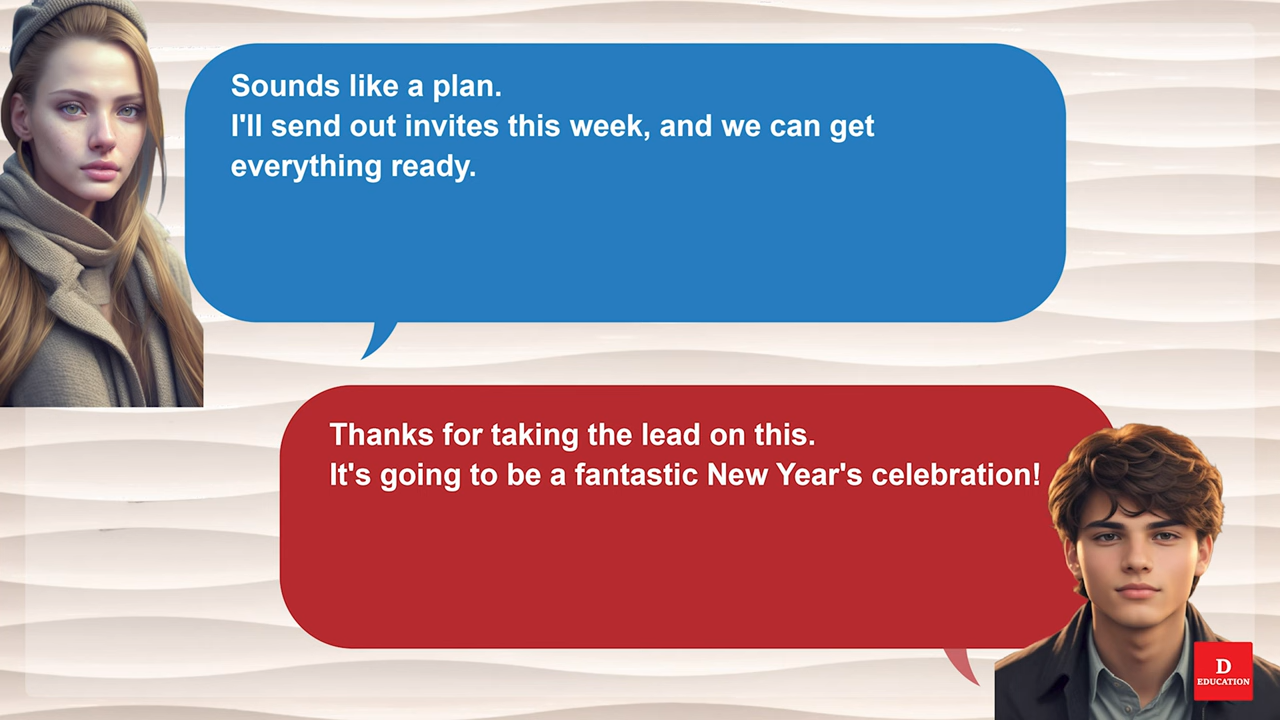 Sounds like a plan.
I'll send out invites this week, and we can get
everything ready.
Thanks for taking the lead on this.
It's going to be a fantastic New Year's celebration!
D
EDUCATION